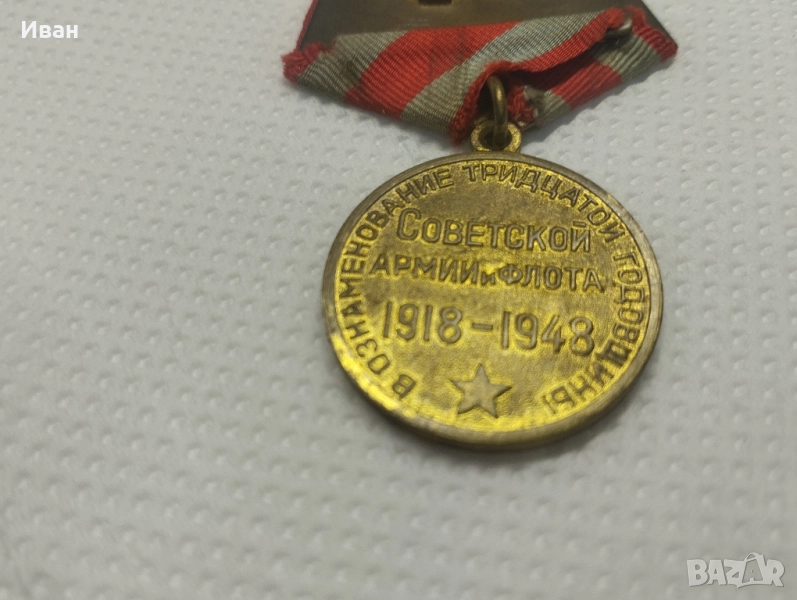 Иван
В ОЗНАМЕНОВАНИЕ ТРИДЦАТОЙ ГОДОВЩИНЫ
СОВЕТСКОЙ
АРМИИ и ФЛОТА
1918-1948
BAZAR